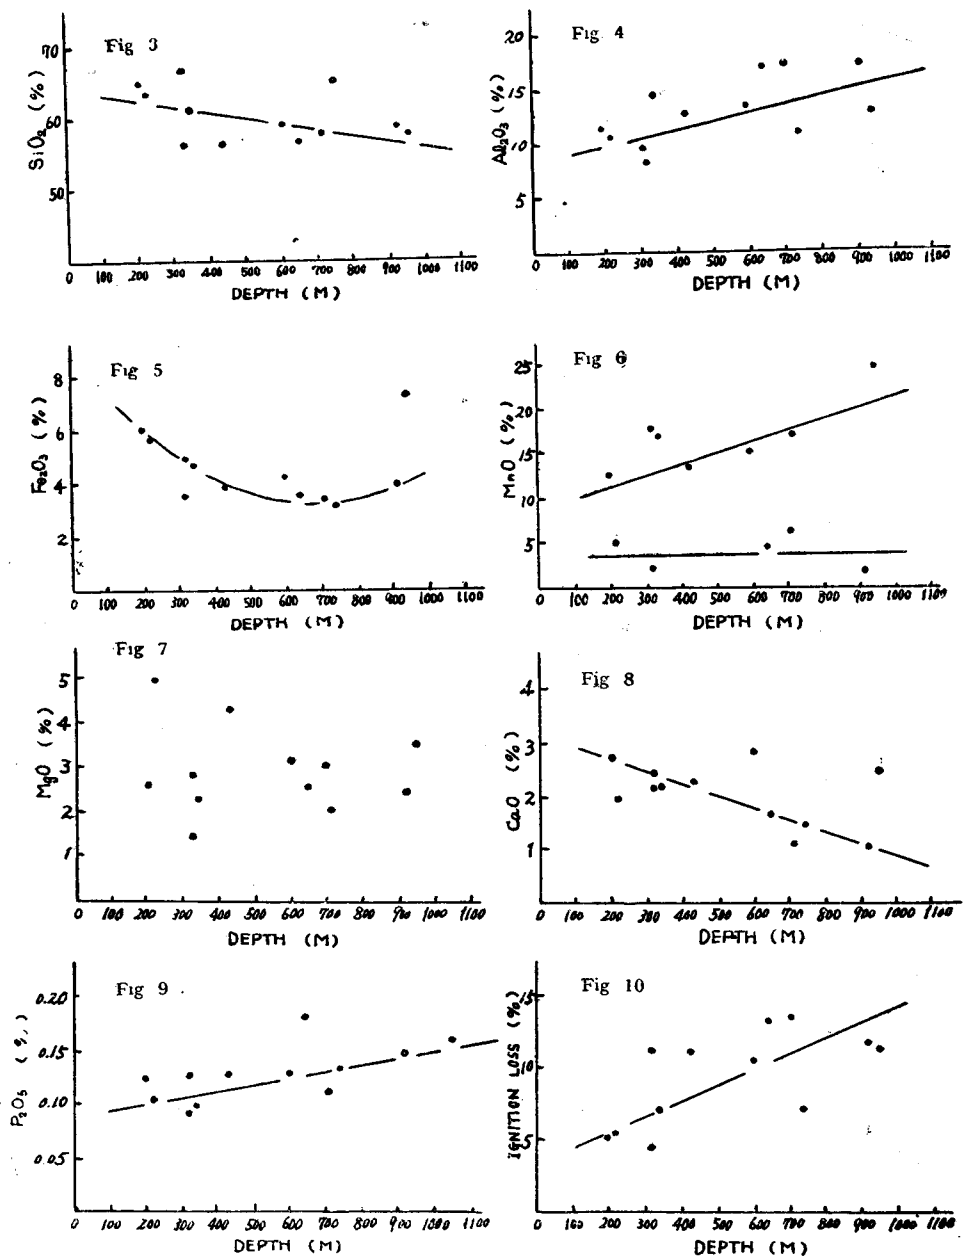 Fig 3
SiO2 (%)
70
60
50
0 100 200 300 400 500 600 700 800 900 1000 1100
DEPTH (M)
Fig 4
Al2O3 (%)
20
15
10
5
0 100 200 300 400 500 600 700 800 900 1000 1100
DEPTH (M)
Fig 5
Fe2O3 (%)
8
6
4
2
0 100 200 300 400 500 600 700 800 900 1000 1100
DEPTH (M)
Fig 6
MnO (%)
25
20
15
10
5
0 100 200 300 400 500 600 700 800 900 1000 1100
DEPTH (M)
Fig 7
MgO (%)
5
4
3
2
1
0 100 200 300 400 500 600 700 800 900 1000 1100
DEPTH (M)
Fig 8
CaO (%)
4
3
2
1
0 100 200 300 400 500 600 700 800 900 1000 1100
DEPTH (M)
Fig 9
P2O5 (%)
0.20
0.15
0.10
0.05
0 100 200 300 400 500 600 700 800 900 1000 1100
DEPTH (M)
Fig 10
IGNITION LOSS (%)
15
10
5
0 100 200 300 400 500 600 700 800 900 1000 1100
DEPTH (M)